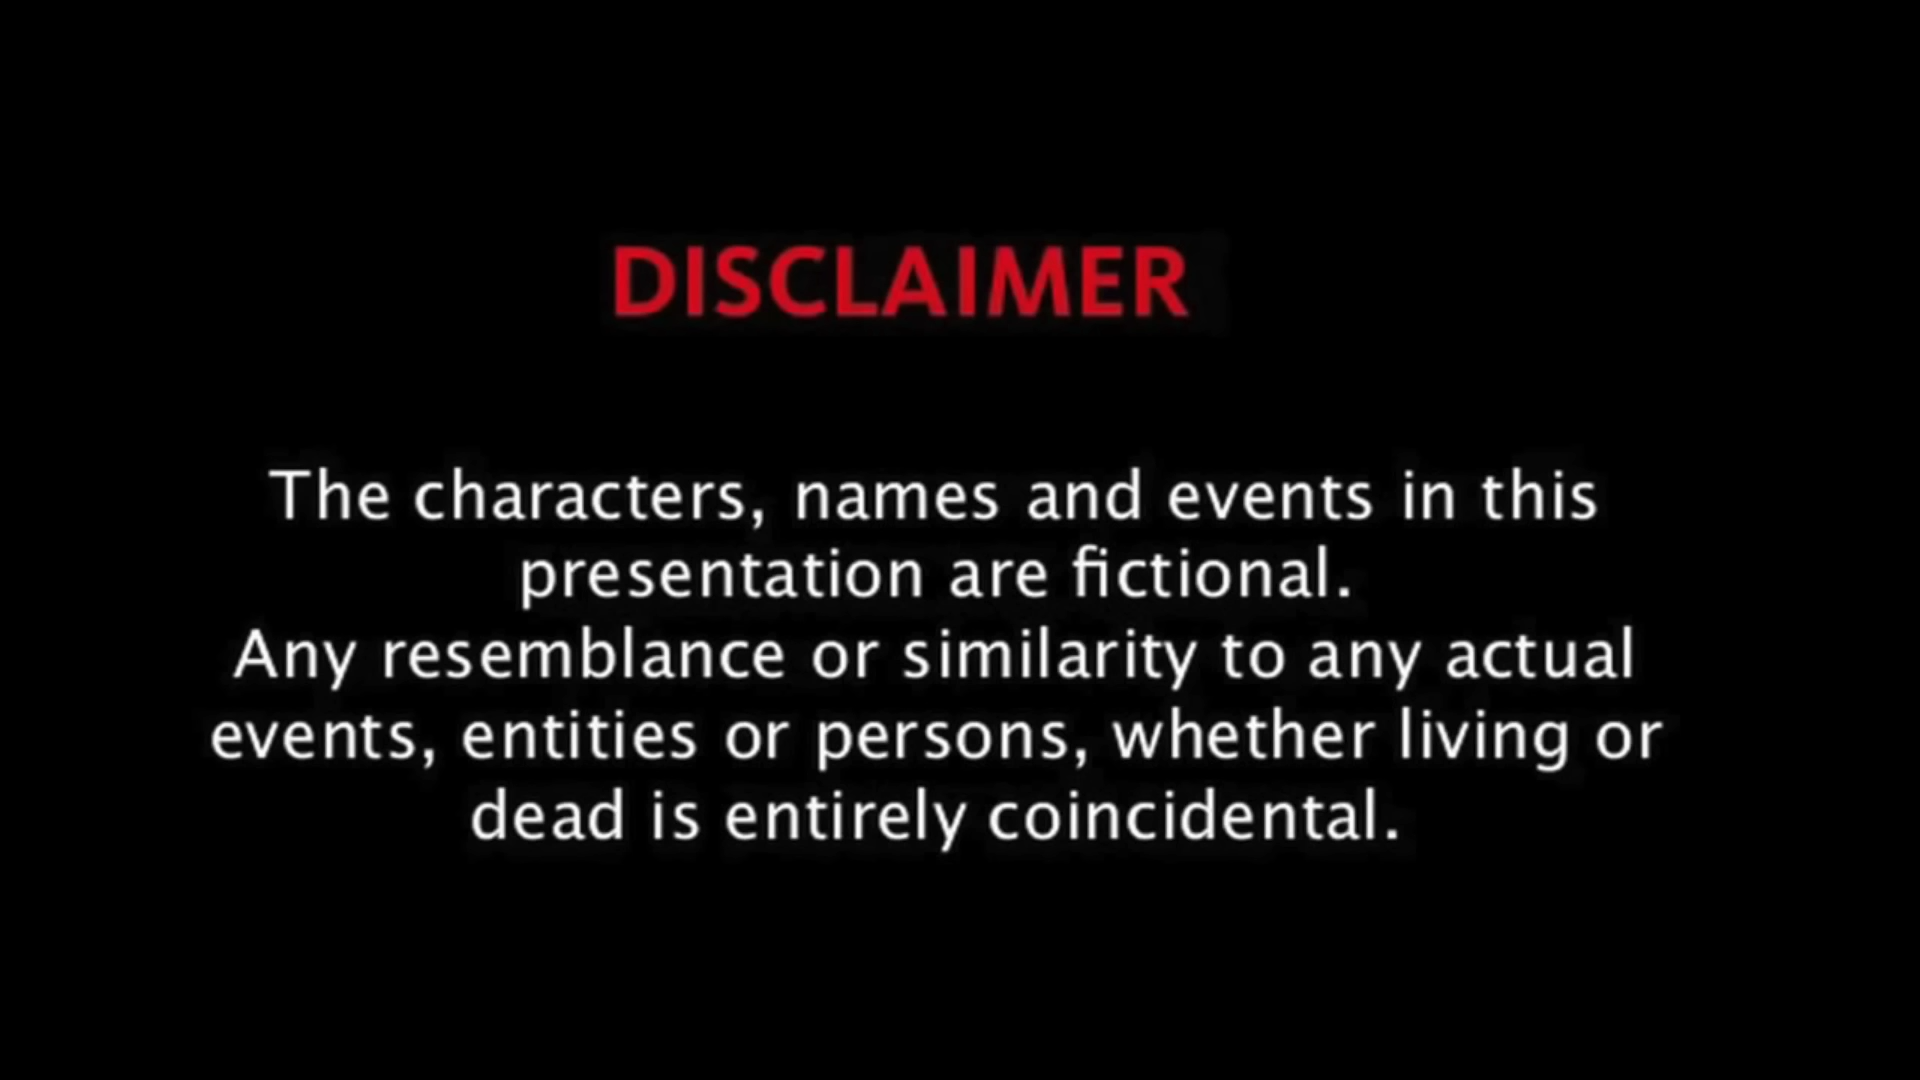 DISCLAIMER
The characters, names and events in this
presentation are fictional.
Any resemblance or similarity to any actual
events, entities or persons, whether living or
dead is entirely coincidental.